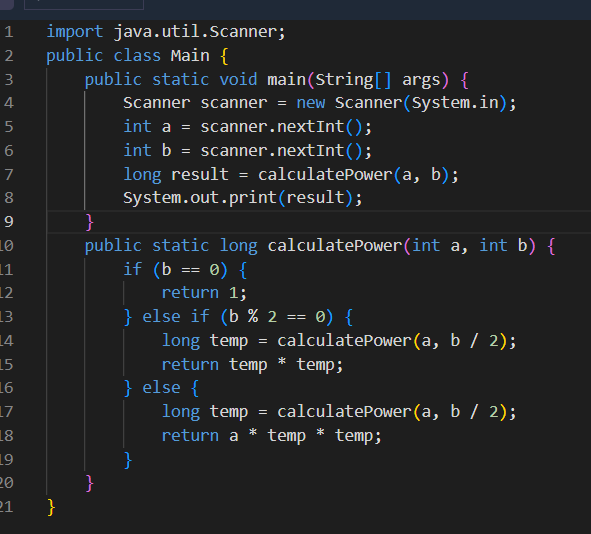 1 import java.util.Scanner;
2 public class Main {
3     public static void main(String[] args) {
4         Scanner scanner = new Scanner(System.in);
5         int a = scanner.nextInt();
6         int b = scanner.nextInt();
7         long result = calculatePower(a, b);
8         System.out.print(result);
9     }
10     public static long calculatePower(int a, int b) {
11         if (b == 0) {
12             return 1;
13         } else if (b % 2 == 0) {
14             long temp = calculatePower(a, b / 2);
15             return temp * temp;
16         } else {
17             long temp = calculatePower(a, b / 2);
18             return a * temp * temp;
19         }
20     }
21 }